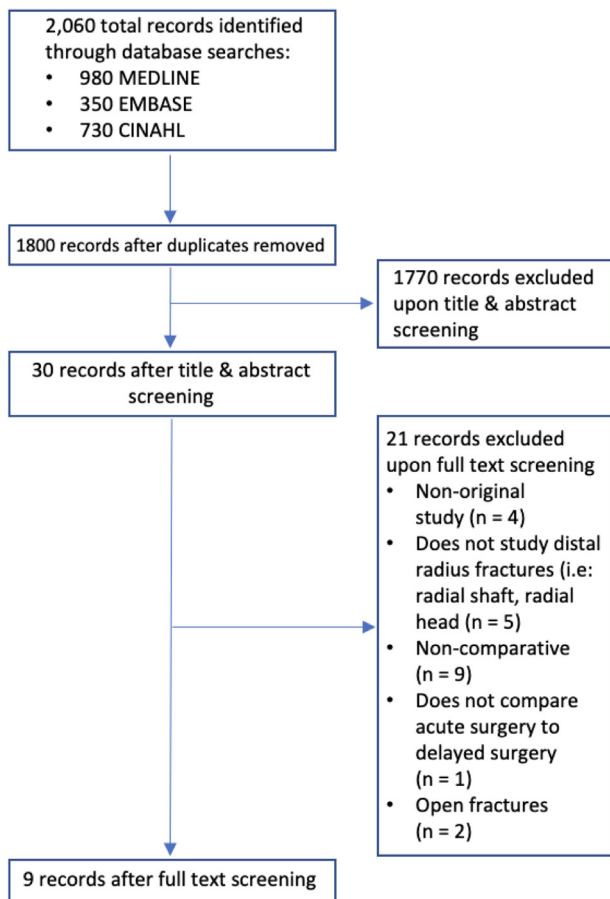 2,060 total records identified
through database searches:
• 980 MEDLINE
• 350 EMBASE
• 730 CINAHL
1800 records after duplicates removed
1770 records excluded
upon title & abstract
screening
30 records after title & abstract
screening
21 records excluded
upon full text screening
• Non-original
study (n = 4)
• Does not study distal
radius fractures (i.e:
radial shaft, radial
head (n = 5)
• Non-comparative
(n = 9)
• Does not compare
acute surgery to
delayed surgery
(n = 1)
• Open fractures
(n = 2)
9 records after full text screening